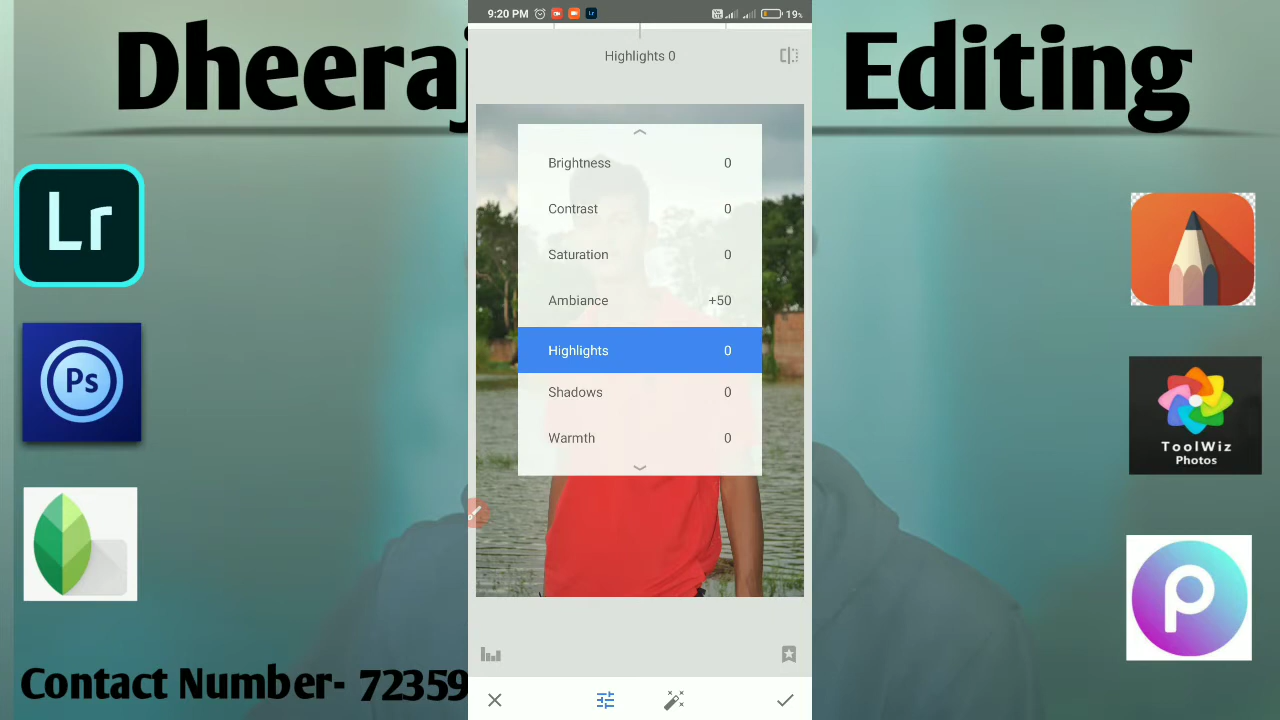 9:20 PM Lr 19%
Highlights 0
Dheeraj Editing
Brightness 0
Contrast 0
Saturation 0
Ambiance +50
Highlights 0
Shadows 0
Warmth 0
Lr
Ps
ToolWiz
Photos
P
Contact Number- 72359